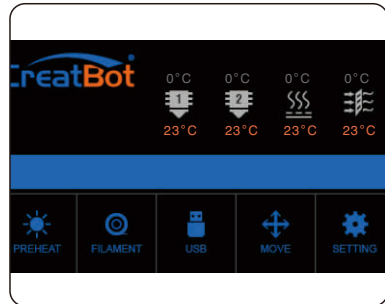 CreatBot
0°C 0°C 0°C 0°C
1 2
23°C 23°C 23°C 23°C
PREHEAT FILAMENT USB MOVE SETTING